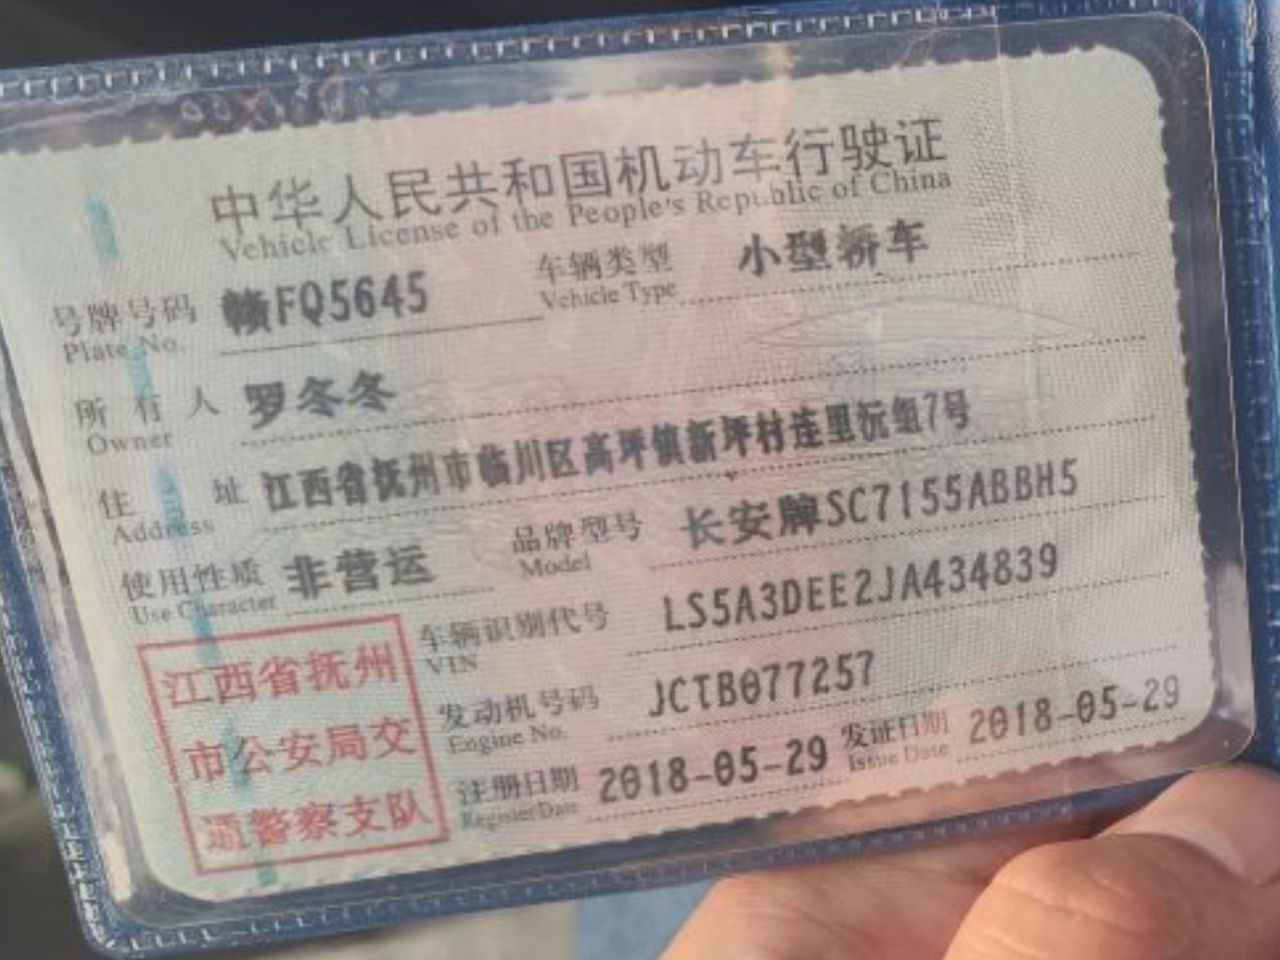 中华人民共和国机动车行驶证
Vehicle License of the People's Republic of China
号牌号码 赣FQ5645 车辆类型 小型轿车
Plate No. Vehicle Type
所有人 罗冬冬
Owner
住址 江西省抚州市临川区高坪镇新坪村连里沅组7号
Address
使用性质 非营运 品牌型号 长安牌SC7155ABBH5
Use Character Model
车辆识别代号 LS5A3DEE2JA434839
VIN
发动机号码 JCTB077257
Engine No.
注册日期 2018-05-29 发证日期 2018-05-29
Register Date Issue Date
江西省抚州
市公安局交
通警察支队